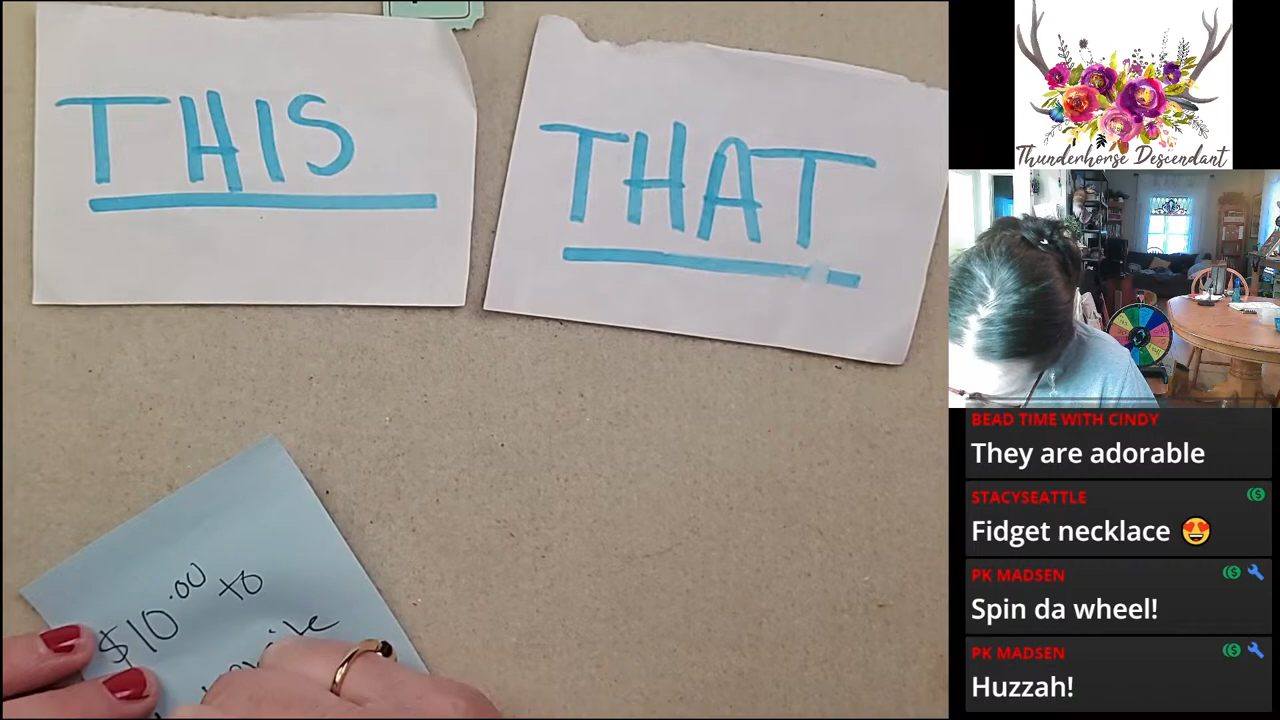 THIS
THAT
$10.00 to
Thunderhorse Descendant
BEAD TIME WITH CINDY
They are adorable
STACYSEATTLE
Fidget necklace 😍
PK MADSEN
Spin da wheel!
PK MADSEN
Huzzah!